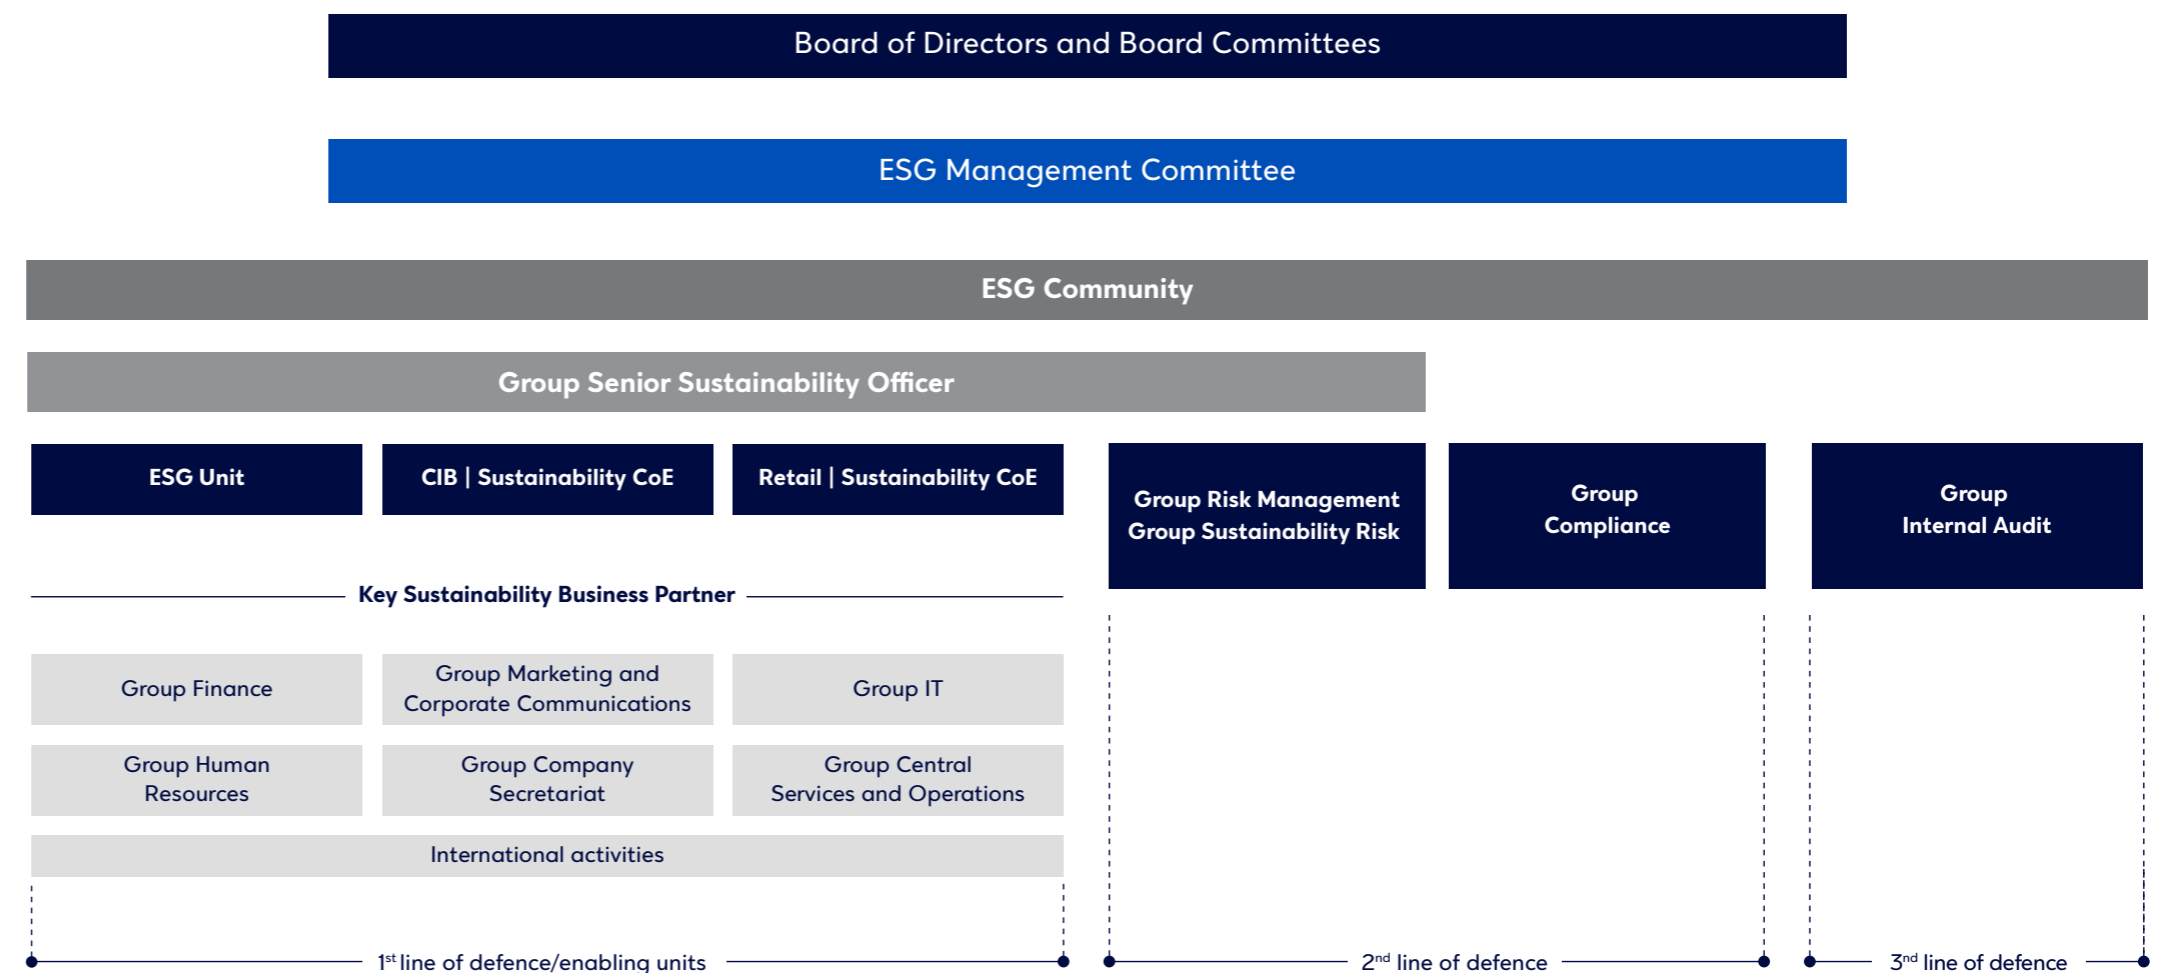 Board of Directors and Board Committees
ESG Management Committee
ESG Community
Group Senior Sustainability Officer
ESG Unit
CIB | Sustainability CoE
Retail | Sustainability CoE
Group Risk Management
Group Sustainability Risk
Group
Compliance
Group
Internal Audit
Key Sustainability Business Partner
Group Finance
Group Marketing and
Corporate Communications
Group IT
Group Human
Resources
Group Company
Secretariat
Group Central
Services and Operations
International activities
1st line of defence/enabling units
2nd line of defence
3nd line of defence